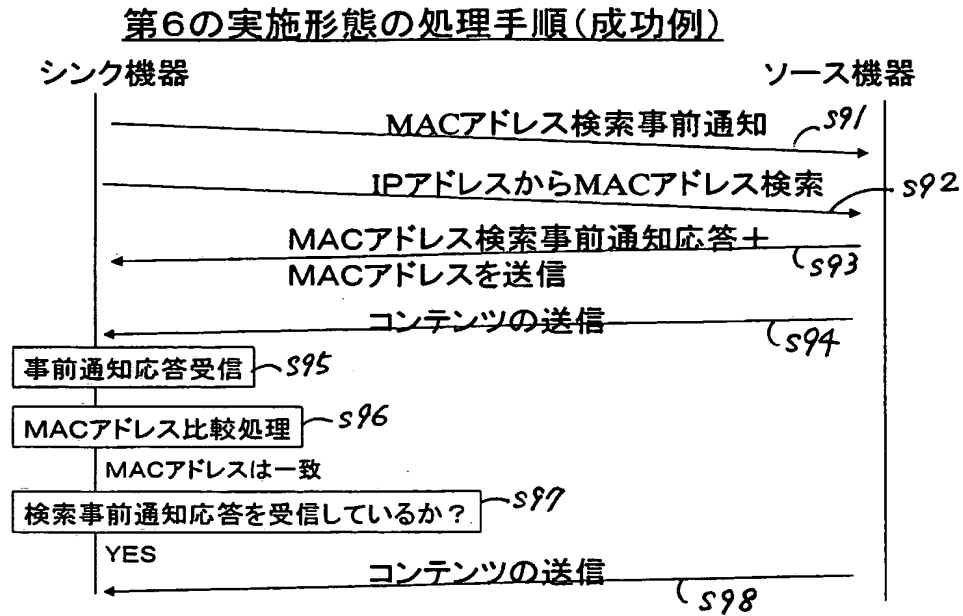 第6の実施形態の処理手順(成功例)
シンク機器
ソース機器
MACアドレス検索事前通知
S91
IPアドレスからMACアドレス検索
S92
MACアドレス検索事前通知応答＋
MACアドレスを送信
S93
コンテンツの送信
S94
事前通知応答受信
S95
MACアドレス比較処理
S96
MACアドレスは一致
検索事前通知応答を受信しているか？
S97
YES
コンテンツの送信
S98